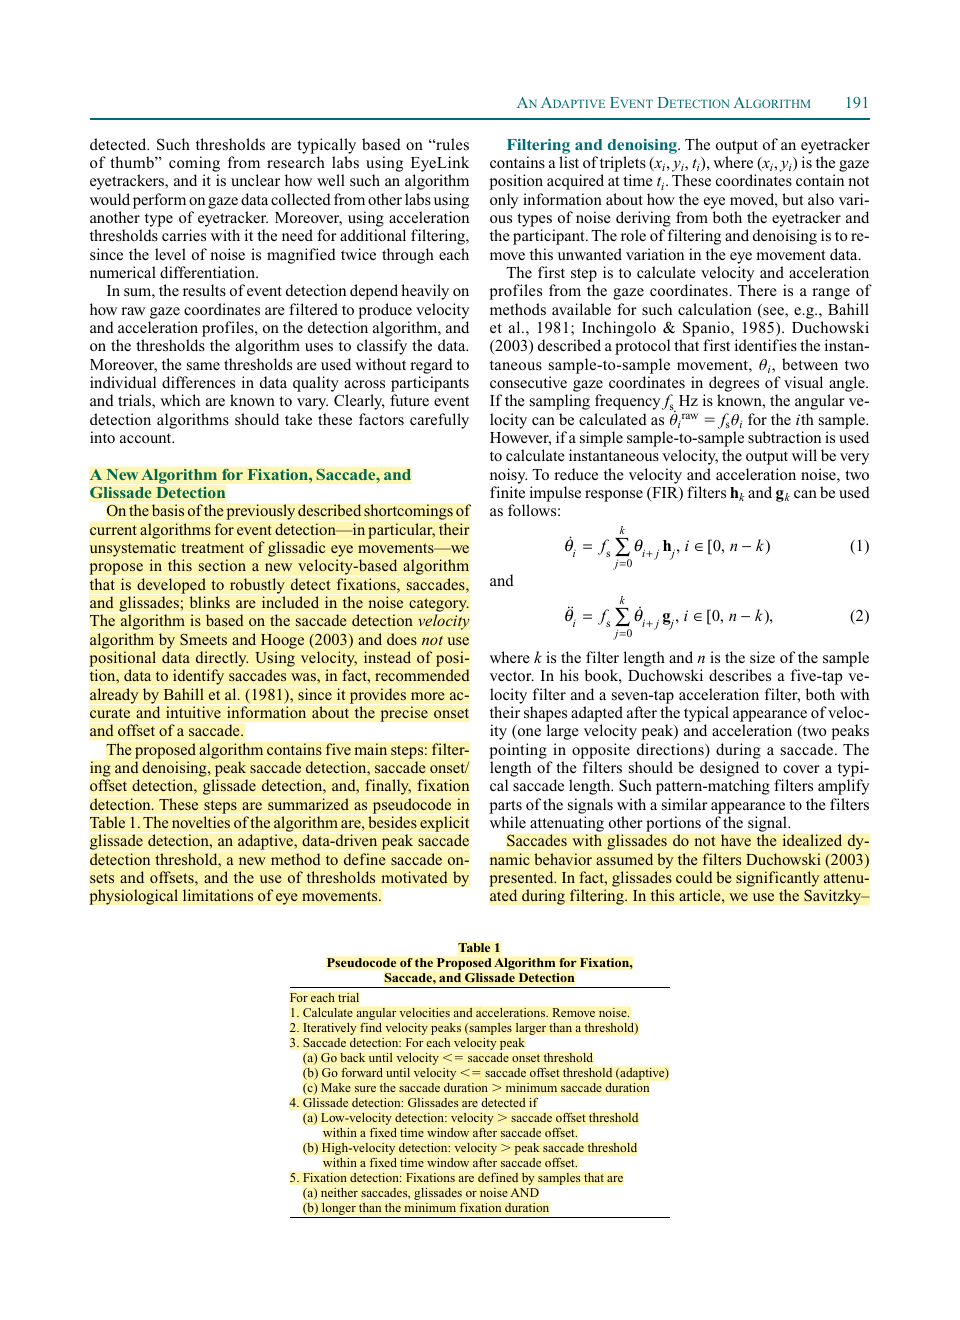 AN ADAPTIVE EVENT DETECTION ALGORITHM 191
detected. Such thresholds are typically based on “rules
of thumb” coming from research labs using EyeLink
eyetrackers, and it is unclear how well such an algorithm
would perform on gaze data collected from other labs using
another type of eyetracker. Moreover, using acceleration
thresholds carries with it the need for additional filtering,
since the level of noise is magnified twice through each
numerical differentiation.
In sum, the results of event detection depend heavily on
how raw gaze coordinates are filtered to produce velocity
and acceleration profiles, on the detection algorithm, and
on the thresholds the algorithm uses to classify the data.
Moreover, the same thresholds are used without regard to
individual differences in data quality across participants
and trials, which are known to vary. Clearly, future event
detection algorithms should take these factors carefully
into account.
A New Algorithm for Fixation, Saccade, and
Glissade Detection
On the basis of the previously described shortcomings of
current algorithms for event detection—in particular, their
unsystematic treatment of glissadic eye movements—we
propose in this section a new velocity-based algorithm
that is developed to robustly detect fixations, saccades,
and glissades; blinks are included in the noise category.
The algorithm is based on the saccade detection velocity
algorithm by Smeets and Hooge (2003) and does not use
positional data directly. Using velocity, instead of posi-
tion, data to identify saccades was, in fact, recommended
already by Bahill et al. (1981), since it provides more ac-
curate and intuitive information about the precise onset
and offset of a saccade.
The proposed algorithm contains five main steps: filter-
ing and denoising, peak saccade detection, saccade onset/
offset detection, glissade detection, and, finally, fixation
detection. These steps are summarized as pseudocode in
Table 1. The novelties of the algorithm are, besides explicit
glissade detection, an adaptive, data-driven peak saccade
detection threshold, a new method to define saccade on-
sets and offsets, and the use of thresholds motivated by
physiological limitations of eye movements.
Filtering and denoising. The output of an eyetracker
contains a list of triplets (xᵢ, yᵢ, tᵢ), where (xᵢ, yᵢ) is the gaze
position acquired at time tᵢ. These coordinates contain not
only information about how the eye moved, but also vari-
ous types of noise deriving from both the eyetracker and
the participant. The role of filtering and denoising is to re-
move this unwanted variation in the eye movement data.
The first step is to calculate velocity and acceleration
profiles from the gaze coordinates. There is a range of
methods available for such calculation (see, e.g., Bahill
et al., 1981; Inchingolo & Spanio, 1985). Duchowski
(2003) described a protocol that first identifies the instan-
taneous sample-to-sample movement, θᵢ, between two
consecutive gaze coordinates in degrees of visual angle.
If the sampling frequency fₛ Hz is known, the angular ve-
locity can be calculated as θ̇ᵢʳᵃʷ = fₛθᵢ for the ith sample.
However, if a simple sample-to-sample subtraction is used
to calculate instantaneous velocity, the output will be very
noisy. To reduce the velocity and acceleration noise, two
finite impulse response (FIR) filters hₖ and gₖ can be used
as follows:
θ̇ᵢ = fₛ ∑ⱼ₌₀ᵏ θᵢ₊ⱼ hⱼ, i ∈ [0, n − k) (1)
and
θ̈ᵢ = fₛ ∑ⱼ₌₀ᵏ θ̇ᵢ₊ⱼ gⱼ, i ∈ [0, n − k), (2)
where k is the filter length and n is the size of the sample
vector. In his book, Duchowski describes a five-tap ve-
locity filter and a seven-tap acceleration filter, both with
their shapes adapted after the typical appearance of veloc-
ity (one large velocity peak) and acceleration (two peaks
pointing in opposite directions) during a saccade. The
length of the filters should be designed to cover a typi-
cal saccade length. Such pattern-matching filters amplify
parts of the signals with a similar appearance to the filters
while attenuating other portions of the signal.
Saccades with glissades do not have the idealized dy-
namic behavior assumed by the filters Duchowski (2003)
presented. In fact, glissades could be significantly attenu-
ated during filtering. In this article, we use the Savitzky–
Table 1
Pseudocode of the Proposed Algorithm for Fixation,
Saccade, and Glissade Detection
For each trial
1. Calculate angular velocities and accelerations. Remove noise.
2. Iteratively find velocity peaks (samples larger than a threshold)
3. Saccade detection: For each velocity peak
(a) Go back until velocity <= saccade onset threshold
(b) Go forward until velocity <= saccade offset threshold (adaptive)
(c) Make sure the saccade duration > minimum saccade duration
4. Glissade detection: Glissades are detected if
(a) Low-velocity detection: velocity > saccade offset threshold
within a fixed time window after saccade offset.
(b) High-velocity detection: velocity > peak saccade threshold
within a fixed time window after saccade offset.
5. Fixation detection: Fixations are defined by samples that are
(a) neither saccades, glissades or noise AND
(b) longer than the minimum fixation duration